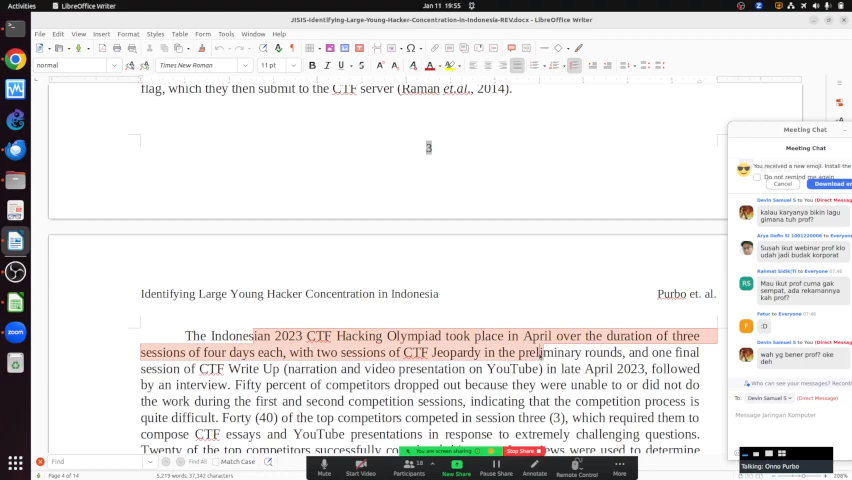 Activities
Writer
Jan 11 19:55
JISIS-Identifying-Large-Young-Hacker-Concentration-in-Indonesia-REV.docx - LibreOffice Writer
File Edit View Insert Format Styles Table Form Tools Window Help
normal
Times New Roman
11 pt
flag, which they then submit to the CTF server (Raman et.al., 2014).
3
Identifying Large Young Hacker Concentration in Indonesia
Purbo et. al.
The Indonesian 2023 CTF Hacking Olympiad took place in April over the duration of three
sessions of four days each, with two sessions of CTF Jeopardy in the preliminary rounds, and one final
session of CTF Write Up (narration and video presentation on YouTube) in late April 2023, followed
by an interview. Fifty percent of competitors dropped out because they were unable to or did not do
the work during the first and second competition sessions, indicating that the competition process is
quite difficult. Forty (40) of the top competitors competed in session three (3), which required them to
compose CTF essays and YouTube presentations in response to extremely challenging questions.
Meeting Chat
Meeting Chat
You received a new emoji. Install the
Do not remind me again
Cancel
Download em
Devin Samuel S to You (Direct Message
kalau karyanya bikin lagu
gimana tuh prof?
to Everyone
Susah ikut webinar prof klo
udah jadi budak korporat
to Everyone 07:46
RS
Mau ikut prof cuma gak
sempat, ada rekamannya
kah prof?
Fatur to Everyone 07:46
F
:D
Devin Samuel S to You (Direct Message
wah yg bener prof? oke
deh
Who can see your messages? Record
To: Devin Samuel S
(Direct Message)
Message Jaringan Komputer
Talking: Onno Purbo
You are screen sharing
Stop Share
Mute
Start Video
Participants
18
New Share
Pause Share
Annotate
Remote Control
More
Find
Find All
Match Case
Page 4 of 14
5,219 words, 37,342 characters
208%